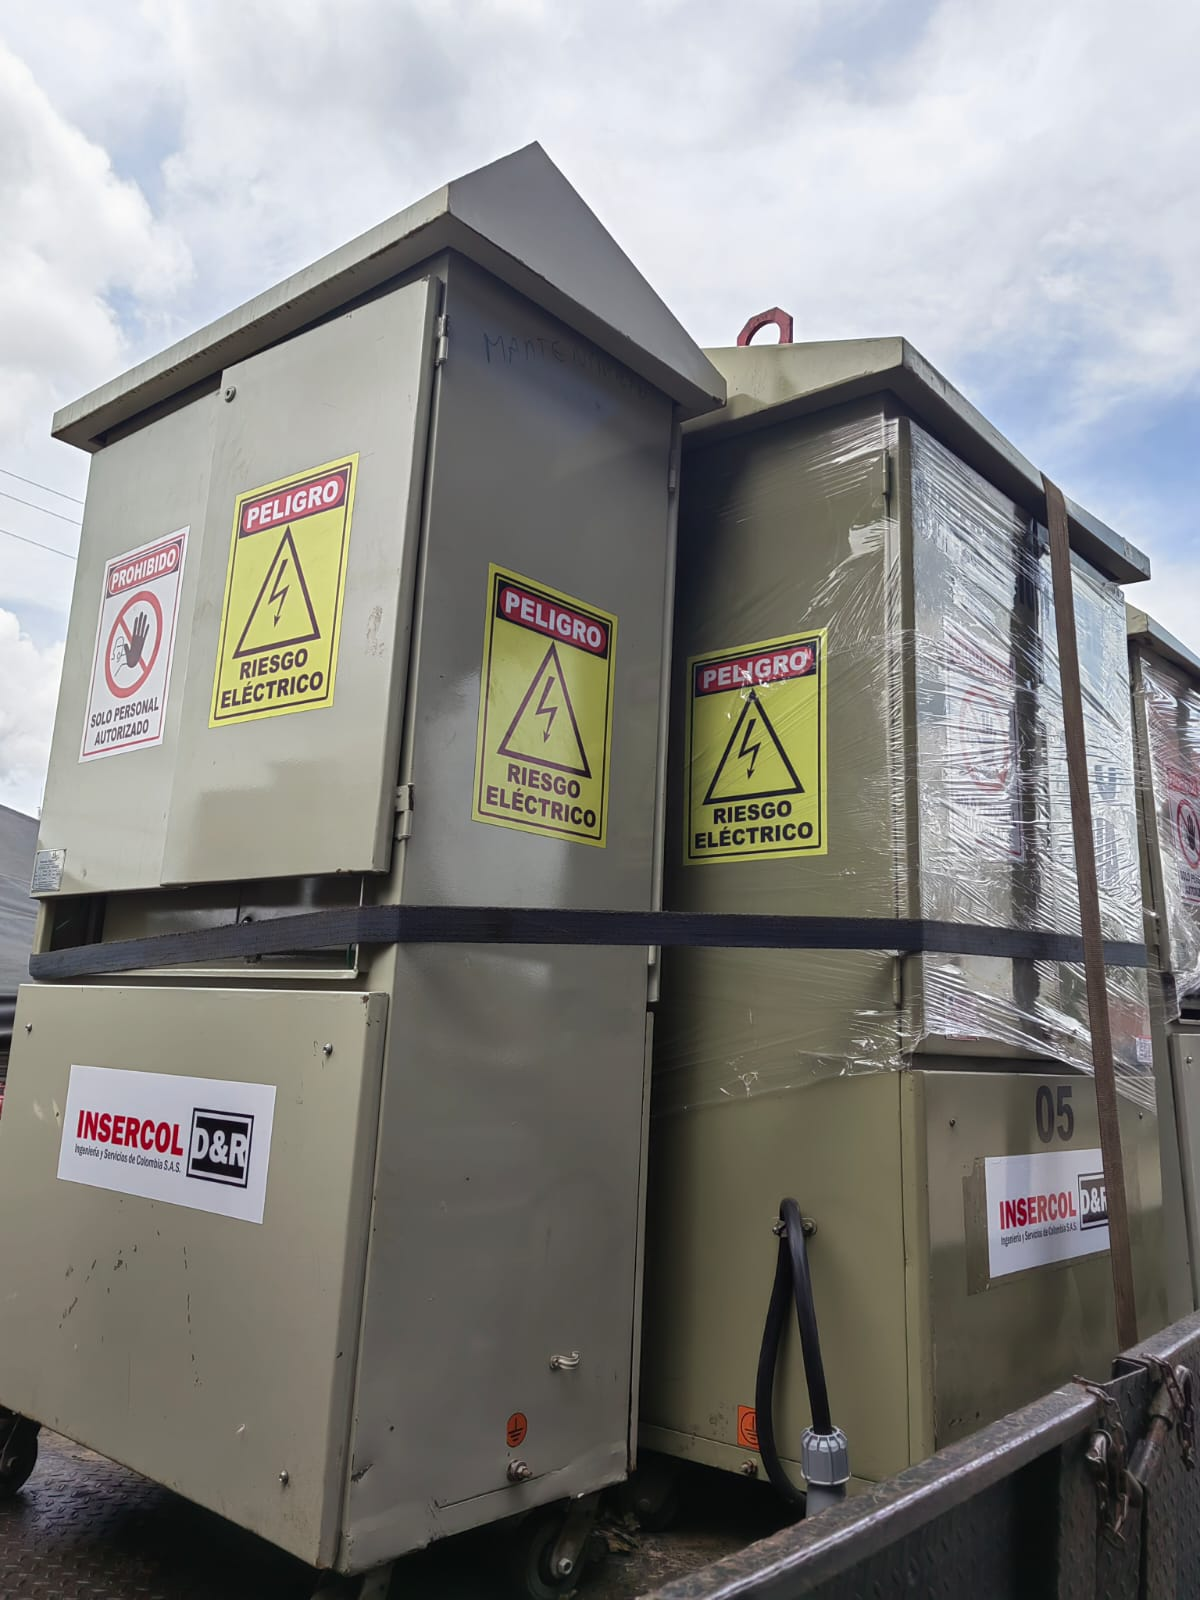 MANTENIMIENTO
PROHIBIDO
SOLO PERSONAL
AUTORIZADO
PELIGRO
RIESGO
ELÉCTRICO
PELIGRO
RIESGO
ELÉCTRICO
PELIGRO
RIESGO
ELÉCTRICO
INSERCOL D&R
Ingeniería y Servicios de Colombia S.A.S.
05
INSERCOL D&R
Ingeniería y Servicios de Colombia S.A.S.